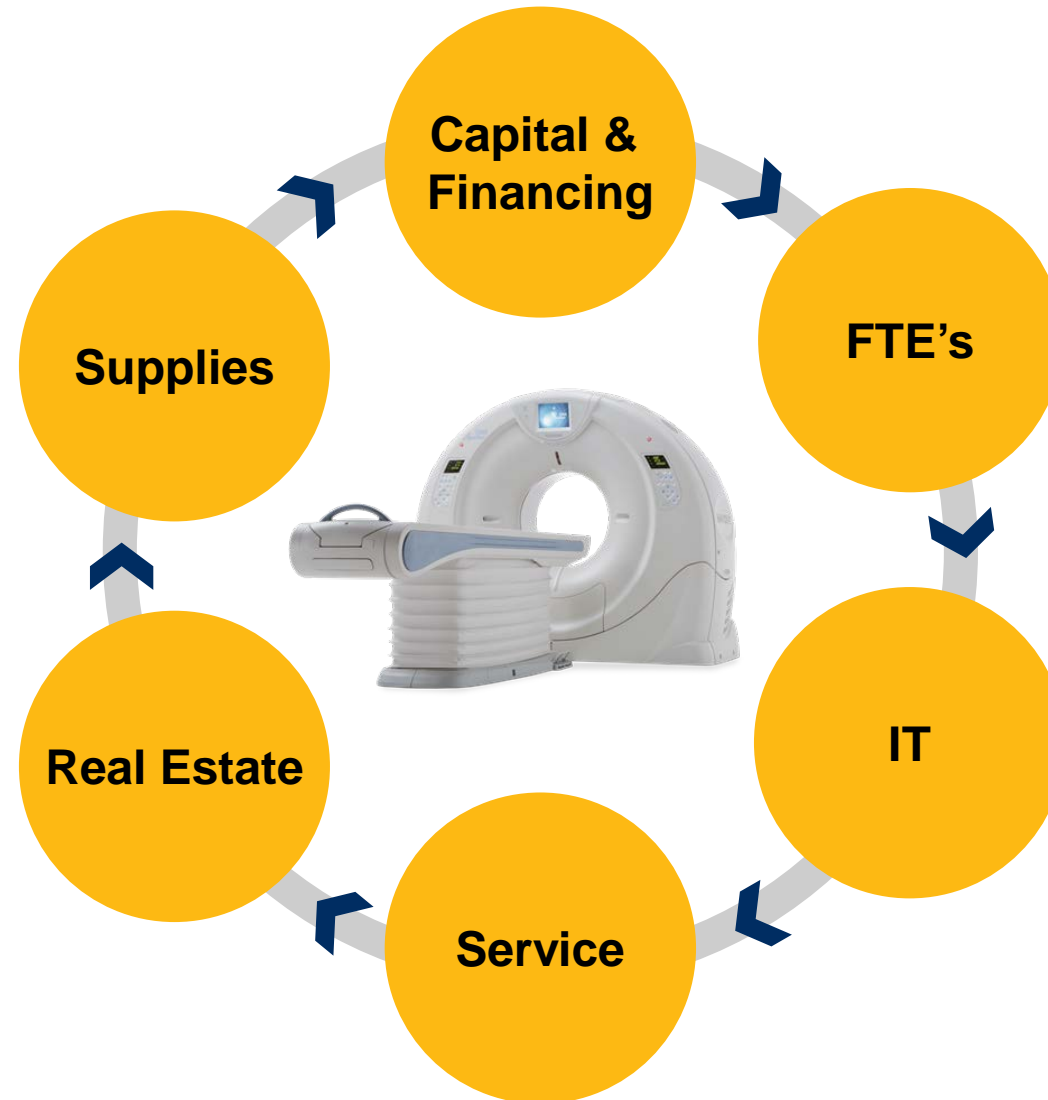 Capital &
Financing
FTE’s
IT
Service
Real Estate
Supplies